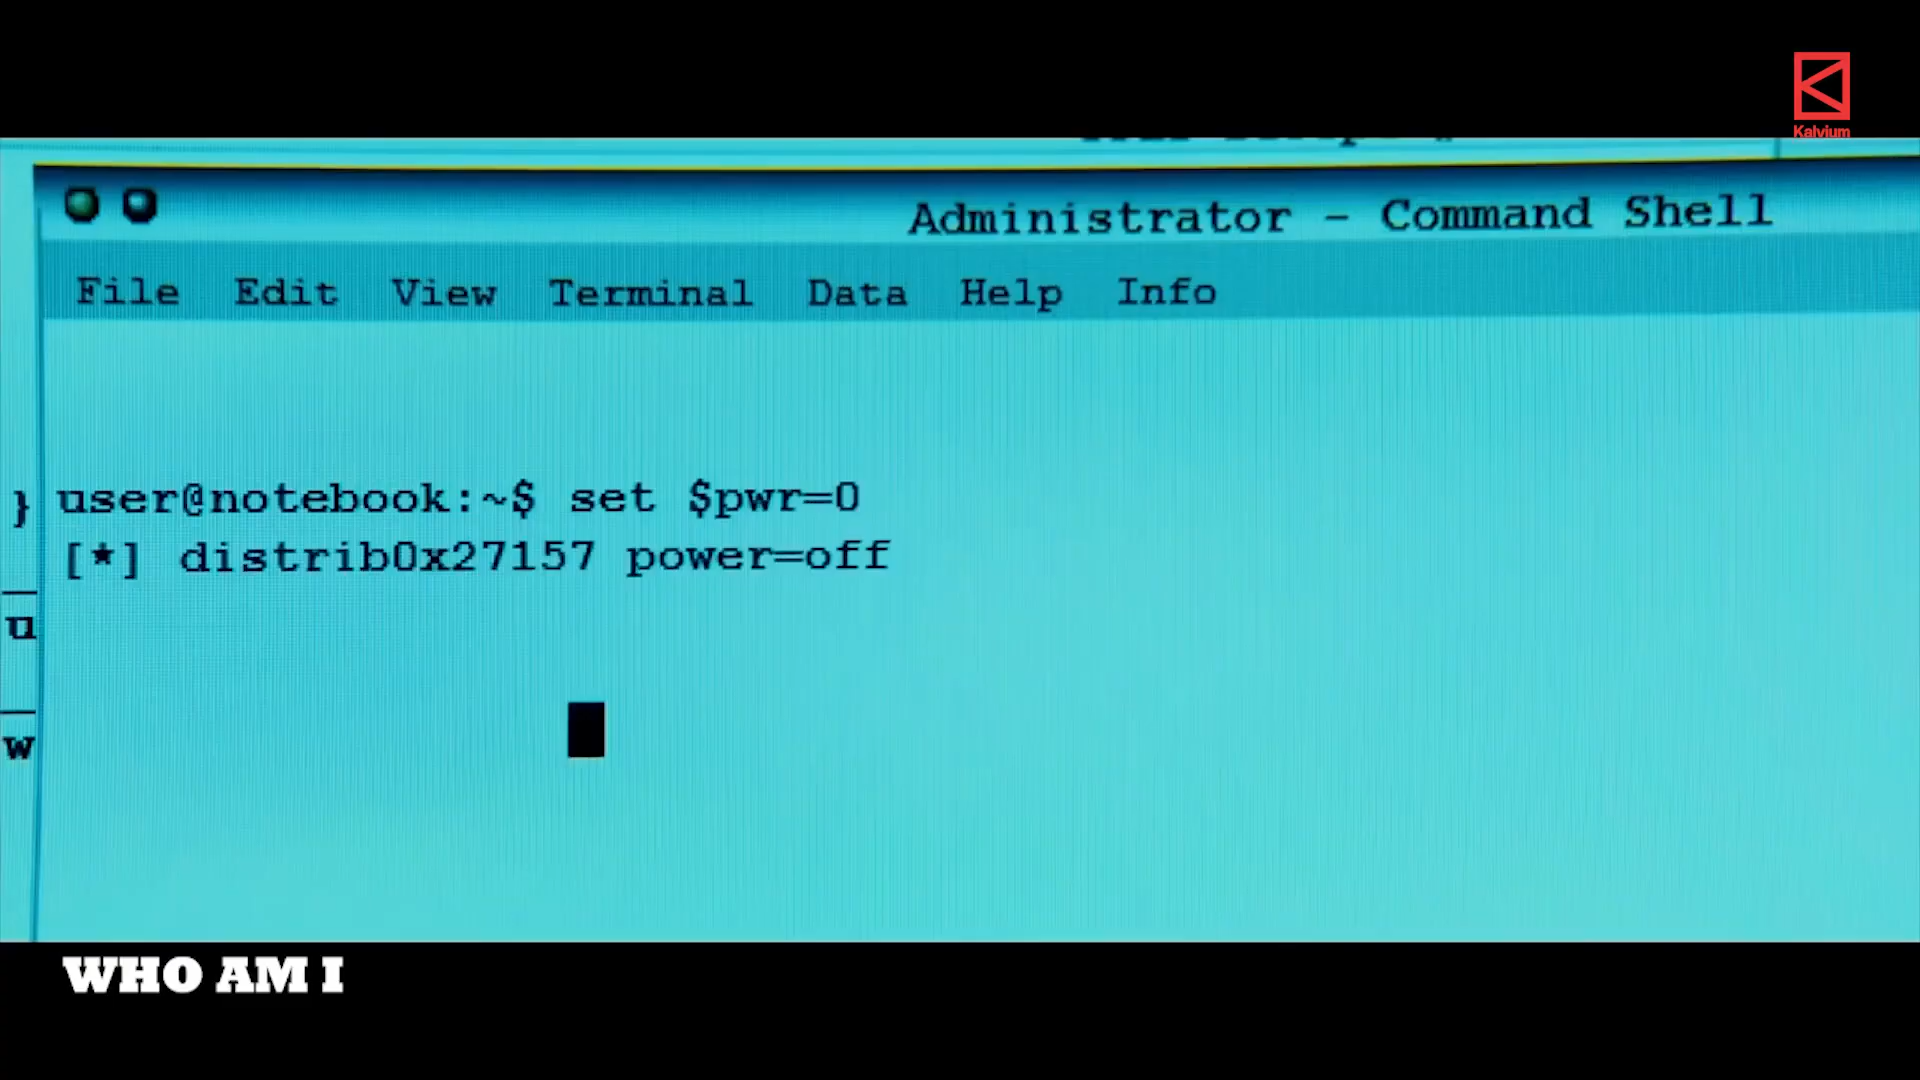 Kalvium
Administrator - Command Shell
File Edit View Terminal Data Help Info
}
user@notebook:~$ set $pwr=0
[*] distrib0x27157 power=off
u
w
WHO AM I